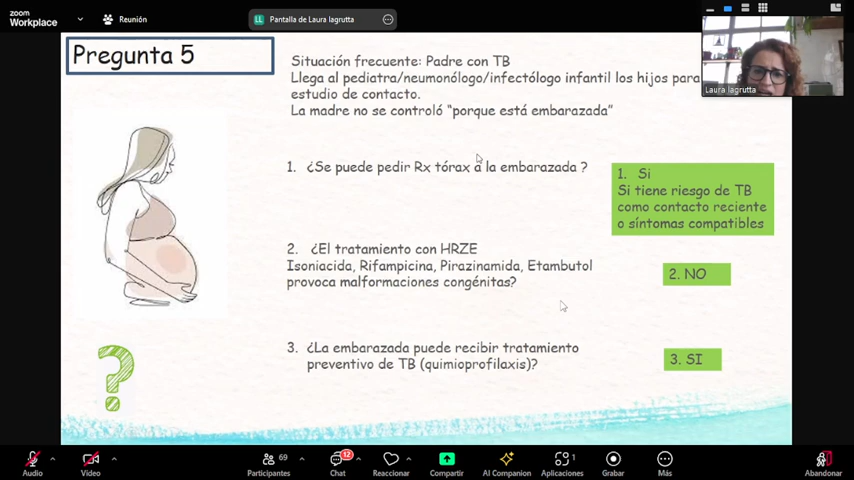 zoom
Workplace
Reunión
LL Pantalla de Laura Iagrutta
Pregunta 5
Situación frecuente: Padre con TB
Llega al pediatra/neumonólogo/infectólogo infantil los hijos para
estudio de contacto.
La madre no se controló “porque está embarazada”
Laura Iagrutta
1. ¿Se puede pedir Rx tórax a la embarazada ?
1. Si
Si tiene riesgo de TB
como contacto reciente
o síntomas compatibles
2. ¿El tratamiento con HRZE
Isoniacida, Rifampicina, Pirazinamida, Etambutol
provoca malformaciones congénitas?
2. NO
3. ¿La embarazada puede recibir tratamiento
preventivo de TB (quimioprofilaxis)?
3. SI
?
Audio
Video
69
Participantes
12
Chat
Reaccionar
Compartir
AI Companion
1
Aplicaciones
Grabar
Más
Abandonar